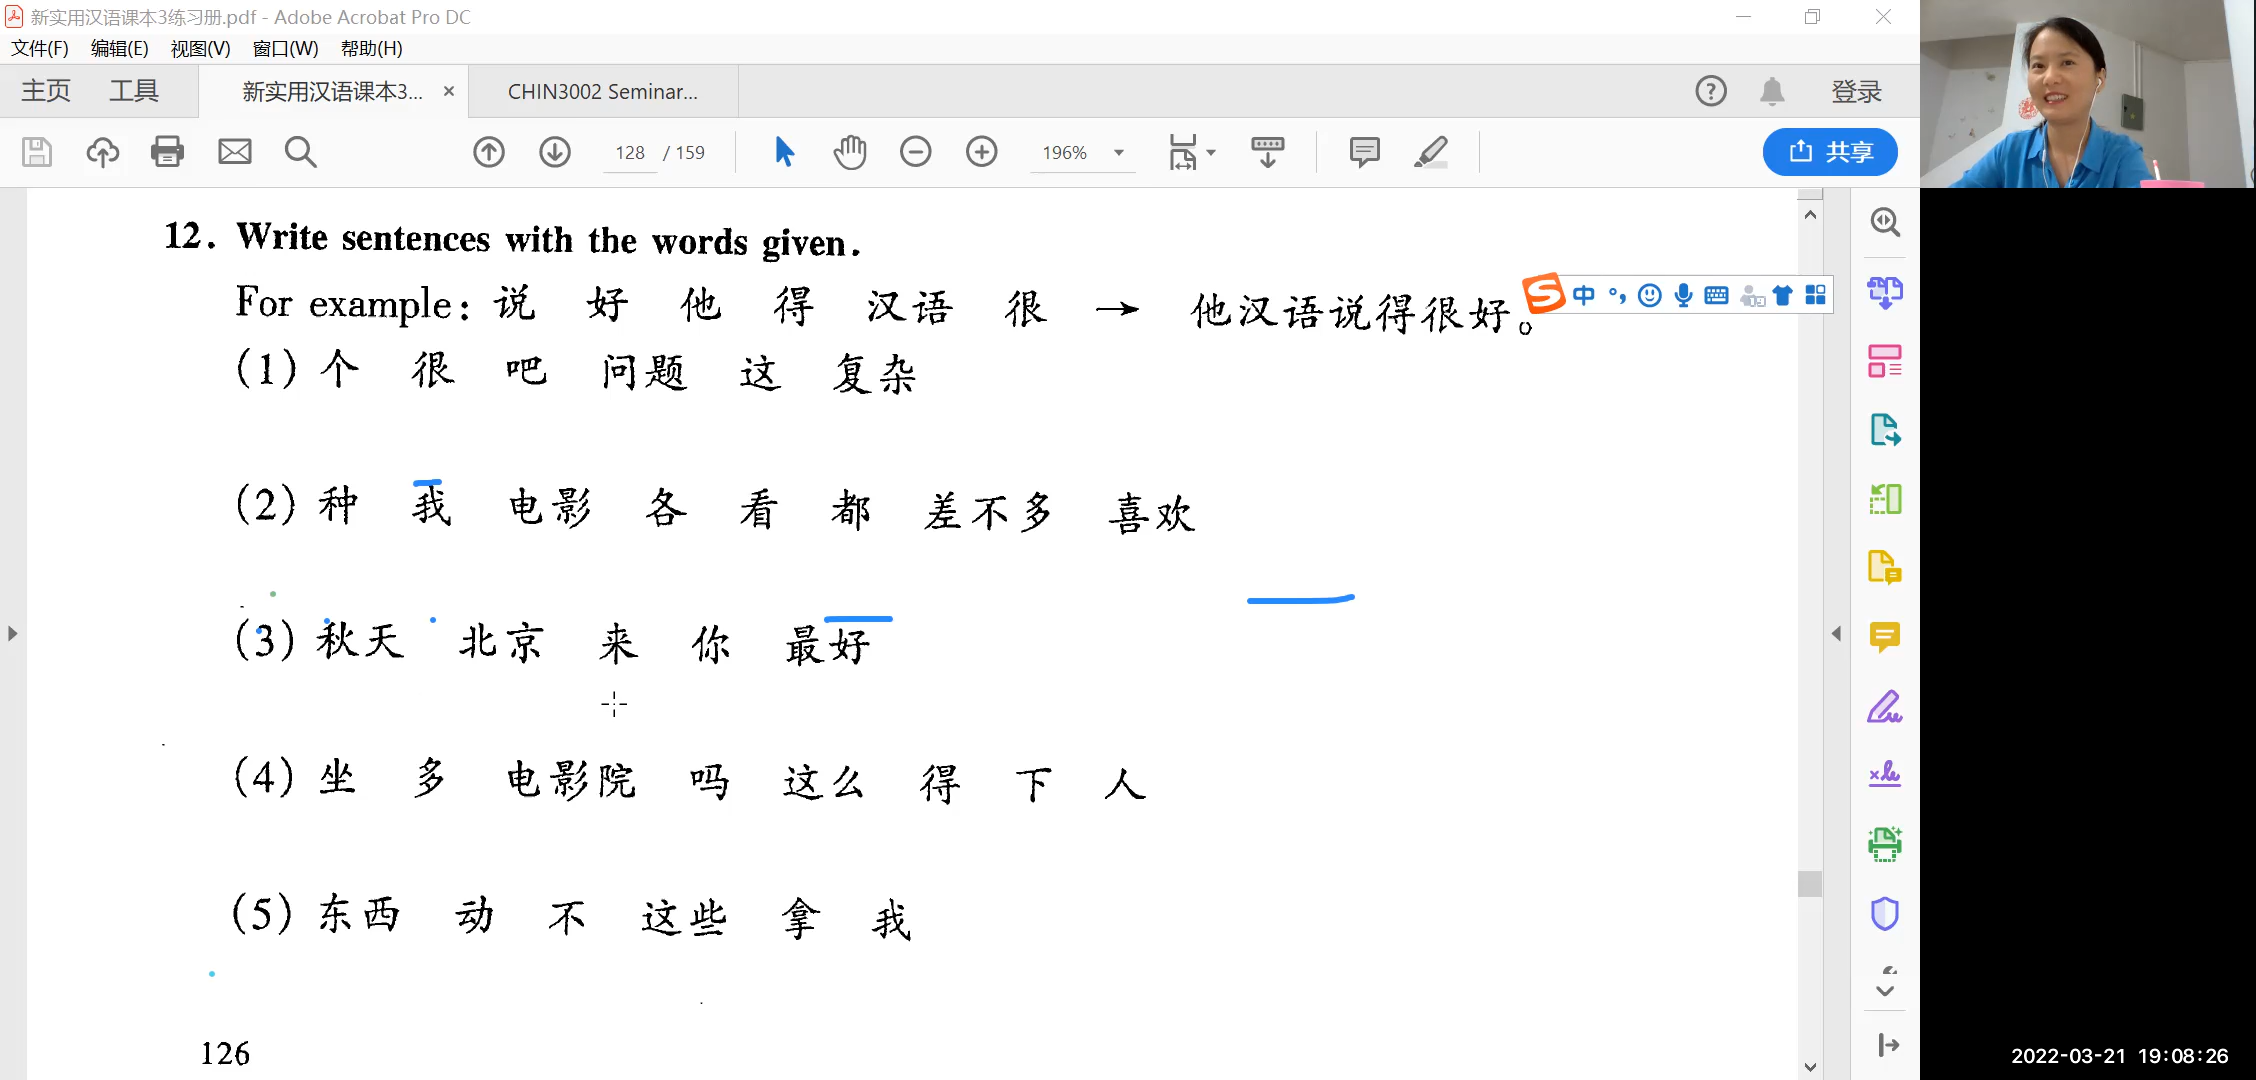 新实用汉语课本3练习册.pdf - Adobe Acrobat Pro DC
文件(F) 编辑(E) 视图(V) 窗口(W) 帮助(H)
主页 工具 新实用汉语课本3... × CHIN3002 Seminar... 登录
128 / 159 196% 共享
12. Write sentences with the words given.
For example: 说 好 他 得 汉语 很 → 他汉语说得很好。
中
(1) 个 很 吧 问题 这 复杂
(2) 种 我 电影 各 看 都 差不多 喜欢
(3) 秋天 北京 来 你 最好
(4) 坐 多 电影院 吗 这么 得 下 人
(5) 东西 动 不 这些 拿 我
126
2022-03-21 19:08:26